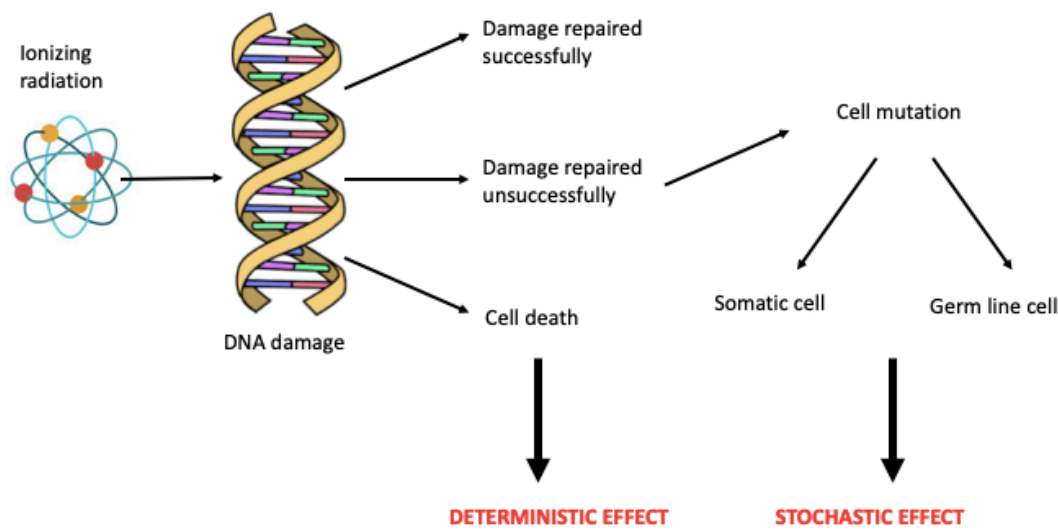 Ionizing
radiation
DNA damage
Damage repaired
successfully
Damage repaired
unsuccessfully
Cell death
Cell mutation
Somatic cell
Germ line cell
DETERMINISTIC EFFECT
STOCHASTIC EFFECT